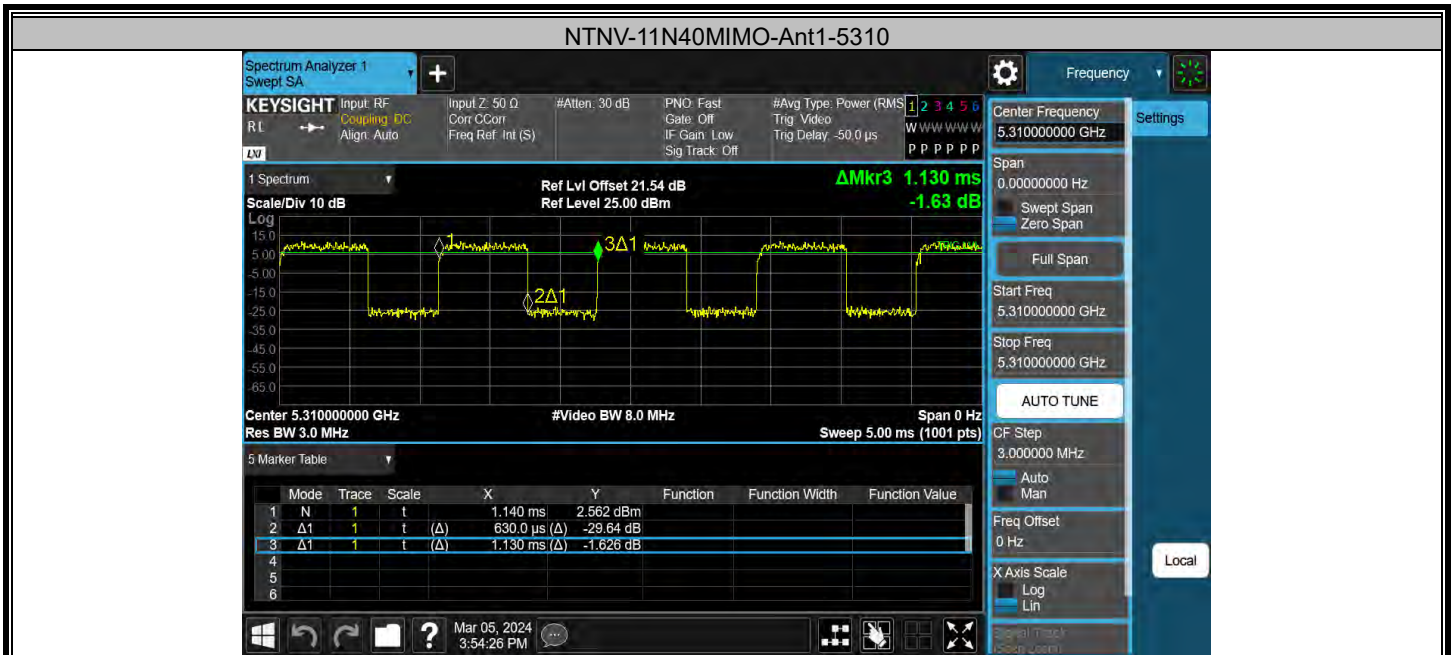 NTNV-11N40MIMO-Ant1-5310
Spectrum Analyzer 1
Swept SA
+
Frequency
KEYSIGHT
RL
LXI
Input: RF
Coupling: DC
Align: Auto
Input Z: 50 Ω
Corr CCorr
Freq Ref: Int (S)
#Atten: 30 dB
PNO: Fast
Gate: Off
IF Gain: Low
Sig Track: Off
#Avg Type: Power (RMS
Trig: Video
Trig Delay: -50.0 µs
1 2 3 4 5 6
W W W W W W
P P P P P P
1 Spectrum
Scale/Div 10 dB
Log
Ref Lvl Offset 21.54 dB
Ref Level 25.00 dBm
ΔMkr3 1.130 ms
-1.63 dB
15.0
5.00
-5.00
-15.0
-25.0
-35.0
-45.0
-55.0
-65.0
1
2Δ1
3Δ1
Center 5.310000000 GHz
Res BW 3.0 MHz
#Video BW 8.0 MHz
Span 0 Hz
Sweep 5.00 ms (1001 pts)
5 Marker Table
Mode Trace Scale X Y Function Function Width Function Value
1 N 1 t 1.140 ms 2.562 dBm
2 Δ1 1 t (Δ) 630.0 µs (Δ) -29.64 dB
3 Δ1 1 t (Δ) 1.130 ms (Δ) -1.626 dB
4
5
6
Mar 05, 2024
3:54:26 PM
Center Frequency
5.310000000 GHz
Settings
Span
0.00000000 Hz
Swept Span
Zero Span
Full Span
Start Freq
5.310000000 GHz
Stop Freq
5.310000000 GHz
AUTO TUNE
CF Step
3.000000 MHz
Auto
Man
Freq Offset
0 Hz
X Axis Scale
Log
Lin
Local
Signal Track
(Span Zoom)